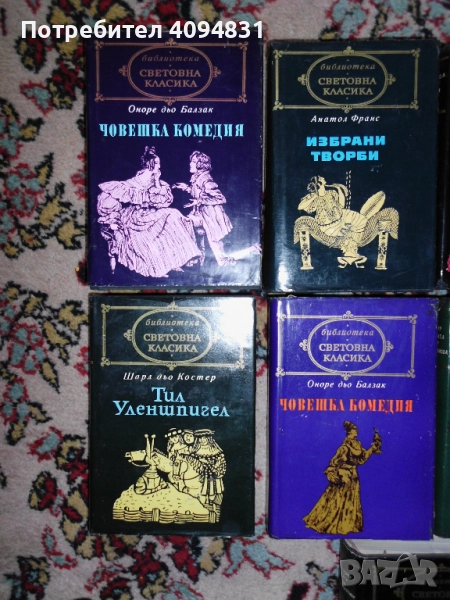 Потребител 4094831
библиотека
СВЕТОВНА
КЛАСИКА
Оноре дьо Балзак
ЧОВЕШКА КОМЕДИЯ
библиотека
СВЕТОВНА
КЛАСИКА
Анатол Франс
ИЗБРАНИ
ТВОРБИ
библиотека
СВЕТОВНА
КЛАСИКА
Шарл дьо Костер
Тил
Уленшпигел
библиотека
СВЕТОВНА
КЛАСИКА
Оноре дьо Балзак
ЧОВЕШКА КОМЕДИЯ
BAZAR